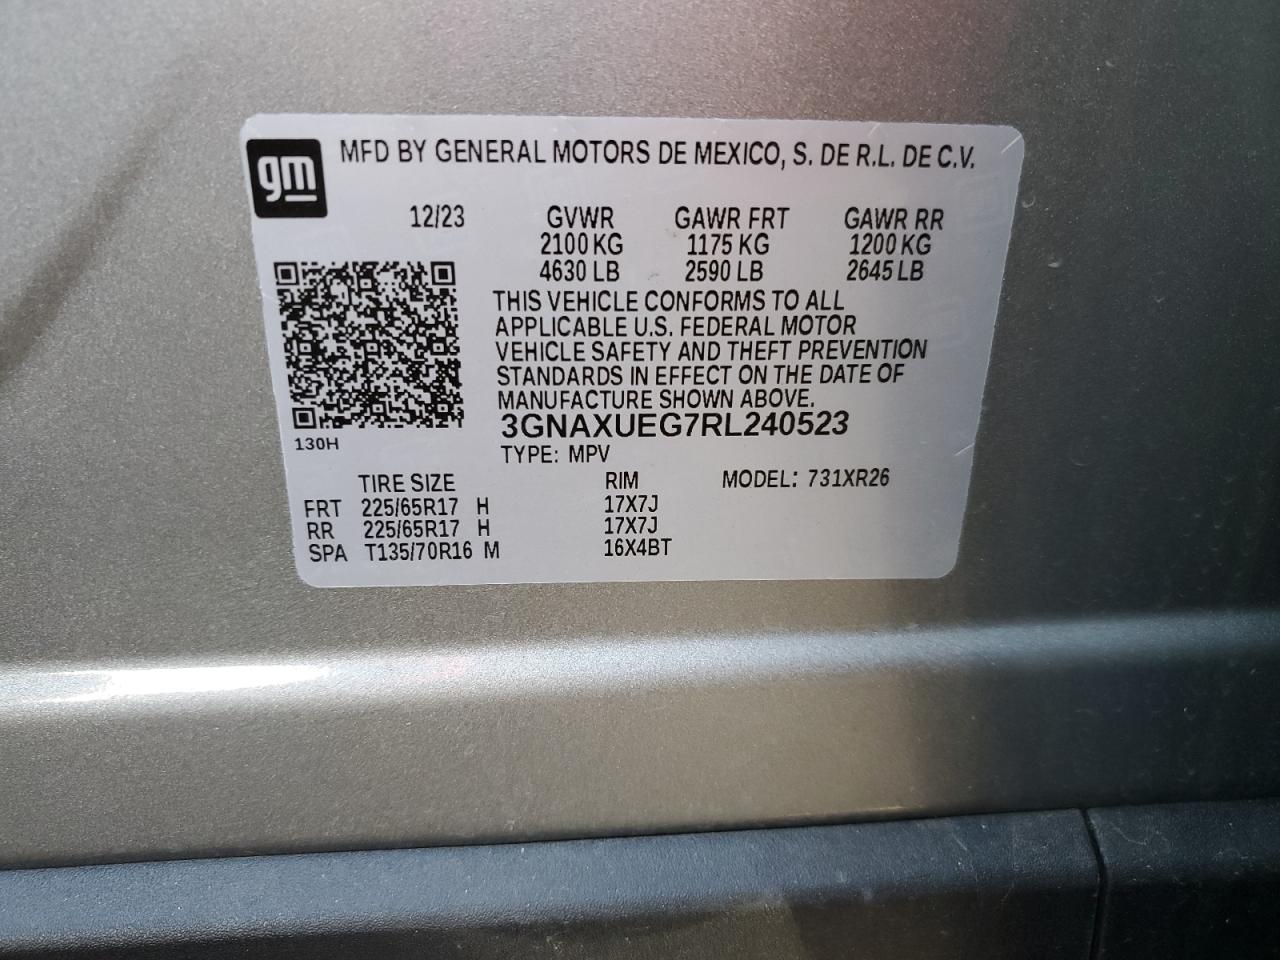 gm MFD BY GENERAL MOTORS DE MEXICO, S. DE R.L. DE C.V.
12/23 GVWR GAWR FRT GAWR RR
2100 KG 1175 KG 1200 KG
4630 LB 2590 LB 2645 LB
THIS VEHICLE CONFORMS TO ALL
APPLICABLE U.S. FEDERAL MOTOR
VEHICLE SAFETY AND THEFT PREVENTION
STANDARDS IN EFFECT ON THE DATE OF
MANUFACTURE SHOWN ABOVE.
3GNAXUEG7RL240523
130H
TYPE: MPV
TIRE SIZE RIM MODEL: 731XR26
FRT 225/65R17 H 17X7J
RR 225/65R17 H 17X7J
SPA T135/70R16 M 16X4BT